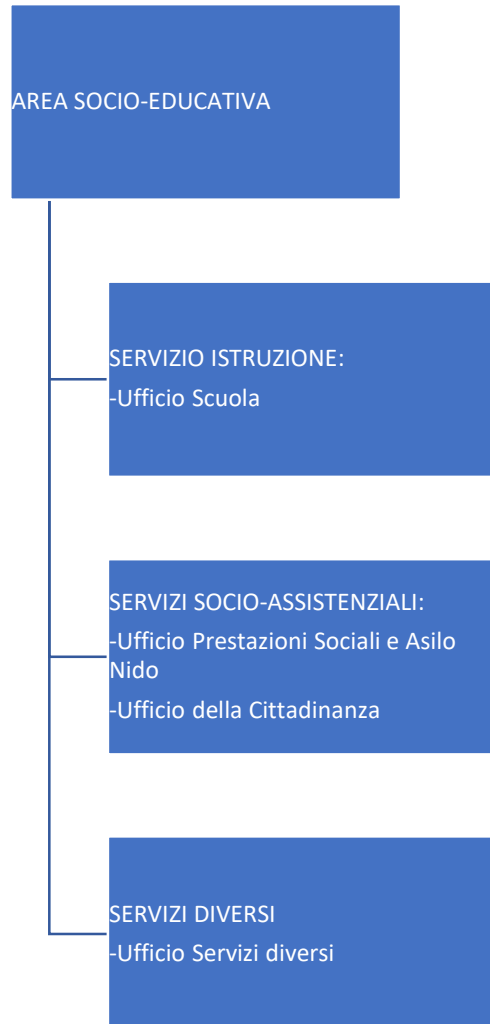 AREA SOCIO-EDUCATIVA
SERVIZIO ISTRUZIONE:
-Ufficio Scuola
SERVIZI SOCIO-ASSISTENZIALI:
-Ufficio Prestazioni Sociali e Asilo
Nido
-Ufficio della Cittadinanza
SERVIZI DIVERSI
-Ufficio Servizi diversi